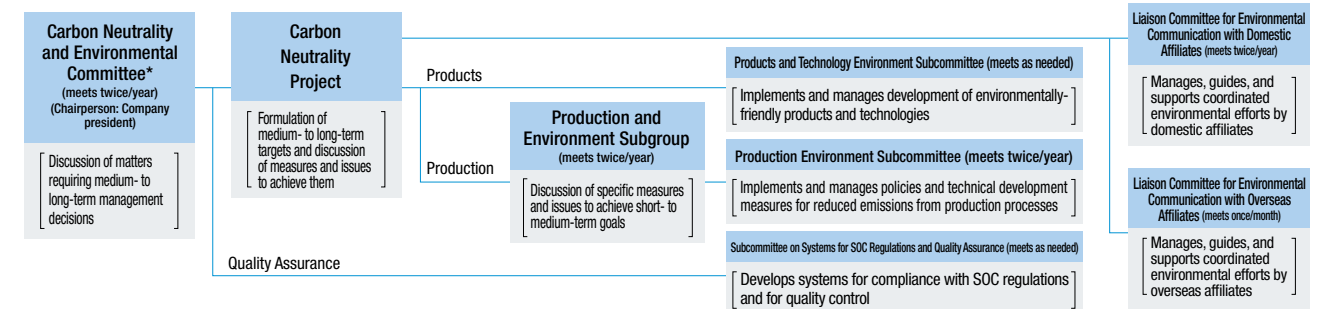 Carbon Neutrality
and Environmental
Committee*
(meets twice/year)
(Chairperson: Company
president)
Discussion of matters
requiring medium- to
long-term management
decisions
Carbon
Neutrality
Project
Formulation of
medium- to long-term
targets and discussion
of measures and issues
to achieve them
Products
Production
Quality Assurance
Production and
Environment Subgroup
(meets twice/year)
Discussion of specific measures
and issues to achieve short- to
medium-term goals
Products and Technology Environment Subcommittee (meets as needed)
Implements and manages development of environmentally-
friendly products and technologies
Production Environment Subcommittee (meets twice/year)
Implements and manages policies and technical development
measures for reduced emissions from production processes
Subcommittee on Systems for SOC Regulations and Quality Assurance (meets as needed)
Develops systems for compliance with SOC regulations
and for quality control
Liaison Committee for Environmental
Communication with Domestic
Affiliates (meets twice/year)
Manages, guides, and
supports coordinated
environmental efforts by
domestic affiliates
Liaison Committee for Environmental
Communication with Overseas
Affiliates (meets once/month)
Manages, guides, and
supports coordinated
environmental efforts by
overseas affiliates